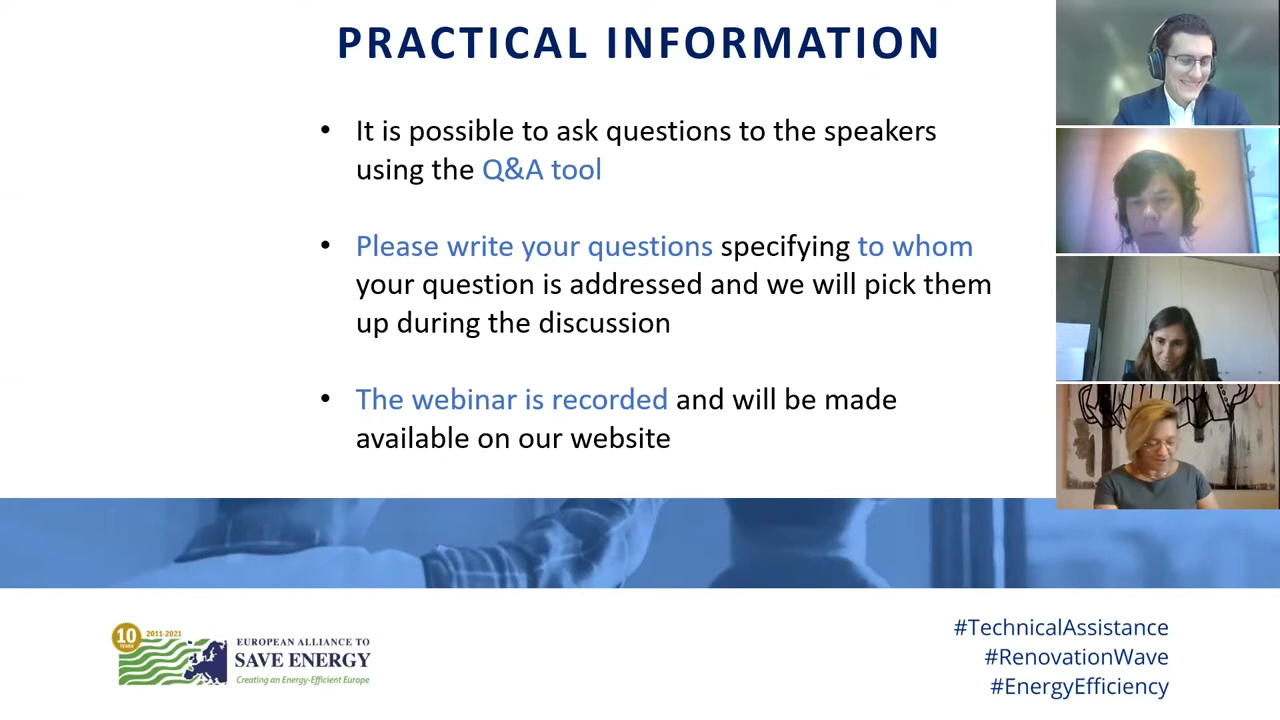 PRACTICAL INFORMATION
• It is possible to ask questions to the speakers
using the Q&A tool
• Please write your questions specifying to whom
your question is addressed and we will pick them
up during the discussion
• The webinar is recorded and will be made
available on our website
10
YEARS
2011-2021
EUROPEAN ALLIANCE TO
SAVE ENERGY
Creating an Energy-Efficient Europe
#TechnicalAssistance
#RenovationWave
#EnergyEfficiency